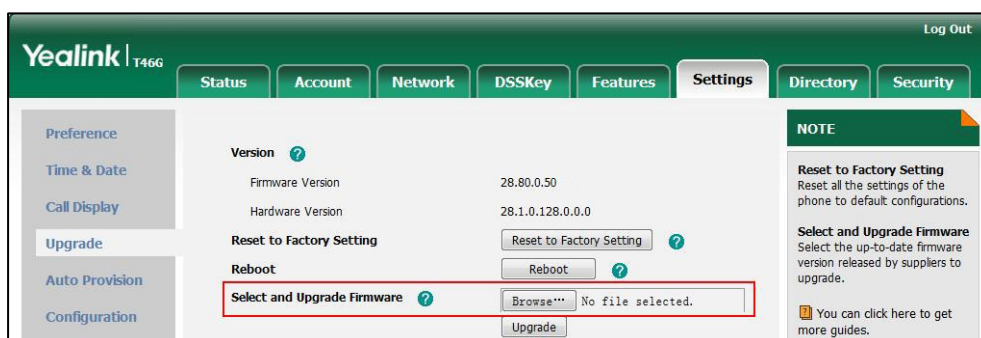 Log Out
Yealink T46G
Status Account Network DSSKey Features Settings Directory Security
Preference
Time & Date
Call Display
Upgrade
Auto Provision
Configuration
Version ?
Firmware Version 28.80.0.50
Hardware Version 28.1.0.128.0.0.0
Reset to Factory Setting Reset to Factory Setting ?
Reboot Reboot ?
Select and Upgrade Firmware ? Browse··· No file selected.
Upgrade
NOTE
Reset to Factory Setting
Reset all the settings of the
phone to default configurations.
Select and Upgrade Firmware
Select the up-to-date firmware
version released by suppliers to
upgrade.
? You can click here to get
more guides.